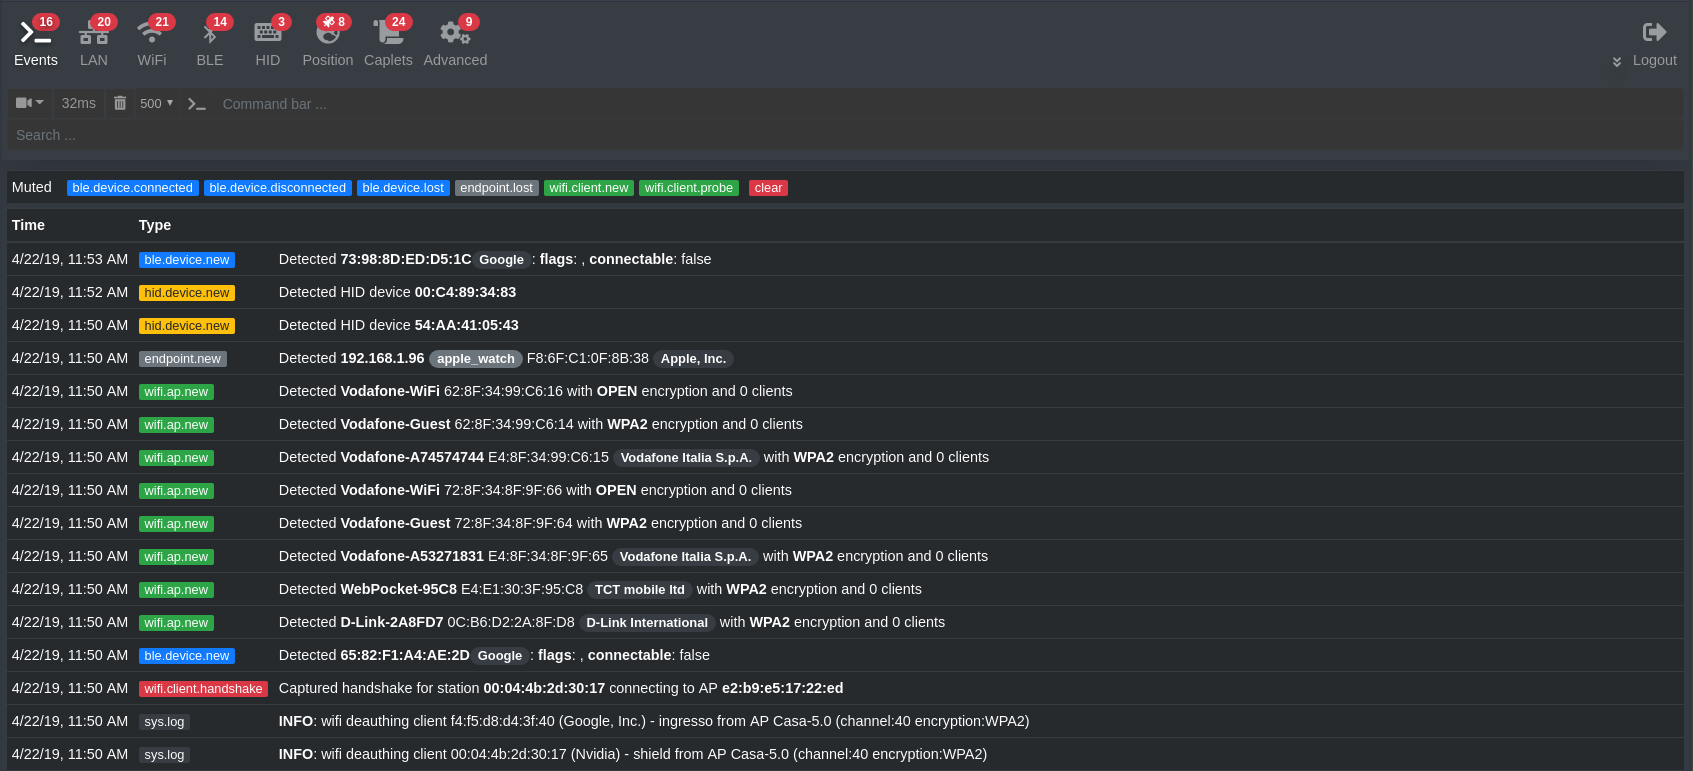 16 20 21 14 3 8 24 9
Events LAN WiFi BLE HID Position Caplets Advanced Logout
32ms 500 Command bar ...
Search ...
Muted ble.device.connected ble.device.disconnected ble.device.lost endpoint.lost wifi.client.new wifi.client.probe clear
Time Type
4/22/19, 11:53 AM ble.device.new Detected 73:98:8D:ED:D5:1C Google : flags: , connectable: false
4/22/19, 11:52 AM hid.device.new Detected HID device 00:C4:89:34:83
4/22/19, 11:50 AM hid.device.new Detected HID device 54:AA:41:05:43
4/22/19, 11:50 AM endpoint.new Detected 192.168.1.96 apple_watch F8:6F:C1:0F:8B:38 Apple, Inc.
4/22/19, 11:50 AM wifi.ap.new Detected Vodafone-WiFi 62:8F:34:99:C6:16 with OPEN encryption and 0 clients
4/22/19, 11:50 AM wifi.ap.new Detected Vodafone-Guest 62:8F:34:99:C6:14 with WPA2 encryption and 0 clients
4/22/19, 11:50 AM wifi.ap.new Detected Vodafone-A74574744 E4:8F:34:99:C6:15 Vodafone Italia S.p.A. with WPA2 encryption and 0 clients
4/22/19, 11:50 AM wifi.ap.new Detected Vodafone-WiFi 72:8F:34:8F:9F:66 with OPEN encryption and 0 clients
4/22/19, 11:50 AM wifi.ap.new Detected Vodafone-Guest 72:8F:34:8F:9F:64 with WPA2 encryption and 0 clients
4/22/19, 11:50 AM wifi.ap.new Detected Vodafone-A53271831 E4:8F:34:8F:9F:65 Vodafone Italia S.p.A. with WPA2 encryption and 0 clients
4/22/19, 11:50 AM wifi.ap.new Detected WebPocket-95C8 E4:E1:30:3F:95:C8 TCT mobile ltd with WPA2 encryption and 0 clients
4/22/19, 11:50 AM wifi.ap.new Detected D-Link-2A8FD7 0C:B6:D2:2A:8F:D8 D-Link International with WPA2 encryption and 0 clients
4/22/19, 11:50 AM ble.device.new Detected 65:82:F1:A4:AE:2D Google : flags: , connectable: false
4/22/19, 11:50 AM wifi.client.handshake Captured handshake for station 00:04:4b:2d:30:17 connecting to AP e2:b9:e5:17:22:ed
4/22/19, 11:50 AM sys.log INFO: wifi deauthing client f4:f5:d8:d4:3f:40 (Google, Inc.) - ingresso from AP Casa-5.0 (channel:40 encryption:WPA2)
4/22/19, 11:50 AM sys.log INFO: wifi deauthing client 00:04:4b:2d:30:17 (Nvidia) - shield from AP Casa-5.0 (channel:40 encryption:WPA2)